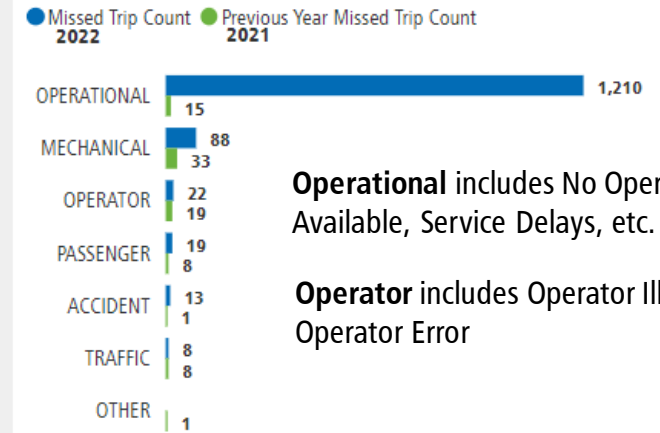 Missed Trip Count Previous Year Missed Trip Count
2022 2021
OPERATIONAL 1,210
15
MECHANICAL 88
33
Operational includes No Oper
OPERATOR 22
19
Available, Service Delays, etc.
PASSENGER 19
8
Operator includes Operator Ill
ACCIDENT 13
1
Operator Error
TRAFFIC 8
8
OTHER
1